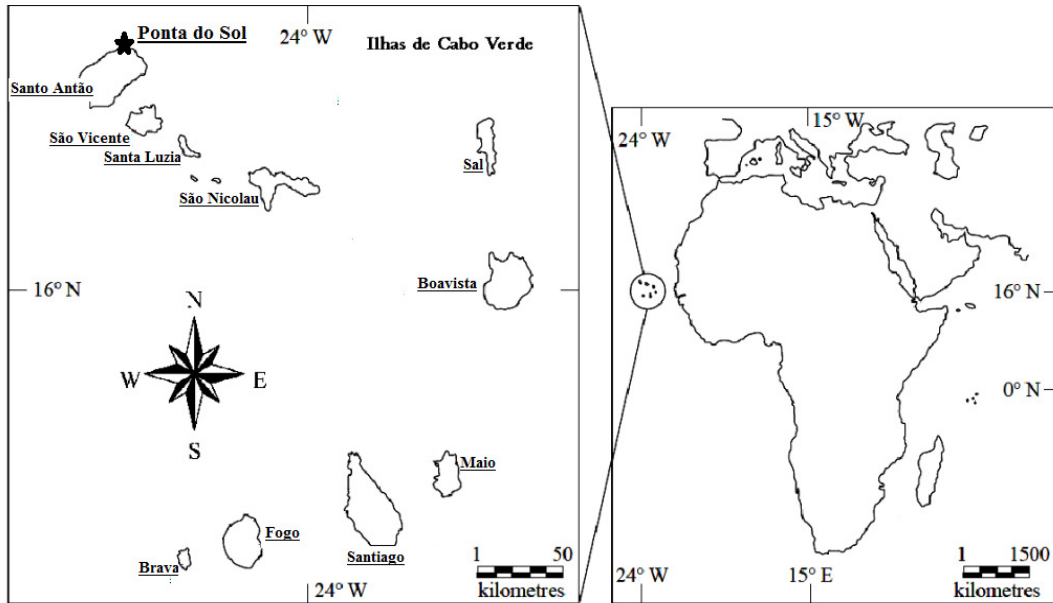 Ponta do Sol
24° W
Ilhas de Cabo Verde
Santo Antão
São Vicente
Santa Luzia
São Nicolau
Sal
Boavista
16° N
N
W
E
S
Maio
Fogo
Santiago
Brava
1 50
kilometres
24° W
24° W
15° W
16° N
0° N
1 1500
kilometres
24° W
15° E